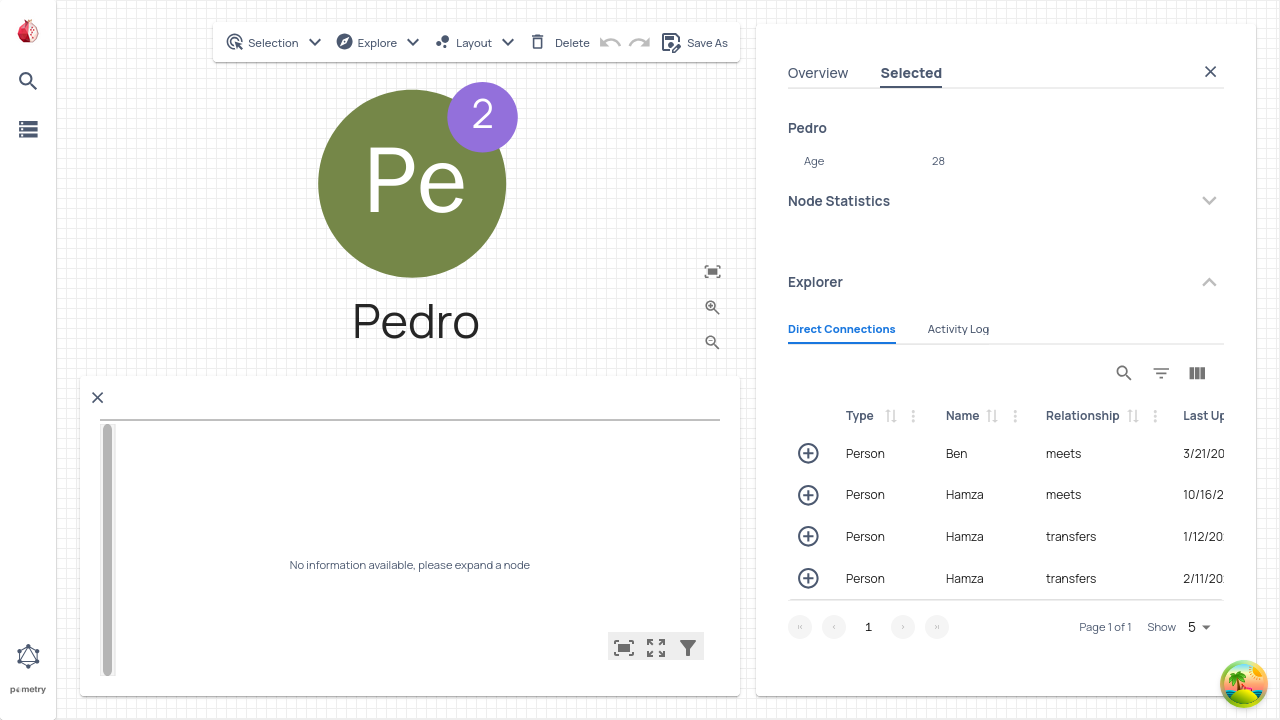 Selection Explore Layout Delete Save As
2
Pe
Pedro
No information available, please expand a node
pometry
Overview Selected
Pedro
Age 28
Node Statistics
Explorer
Direct Connections Activity Log
Type Name Relationship Last Up
Person Ben meets 3/21/20
Person Hamza meets 10/16/2
Person Hamza transfers 1/12/20
Person Hamza transfers 2/11/20
1 Page 1 of 1 Show 5